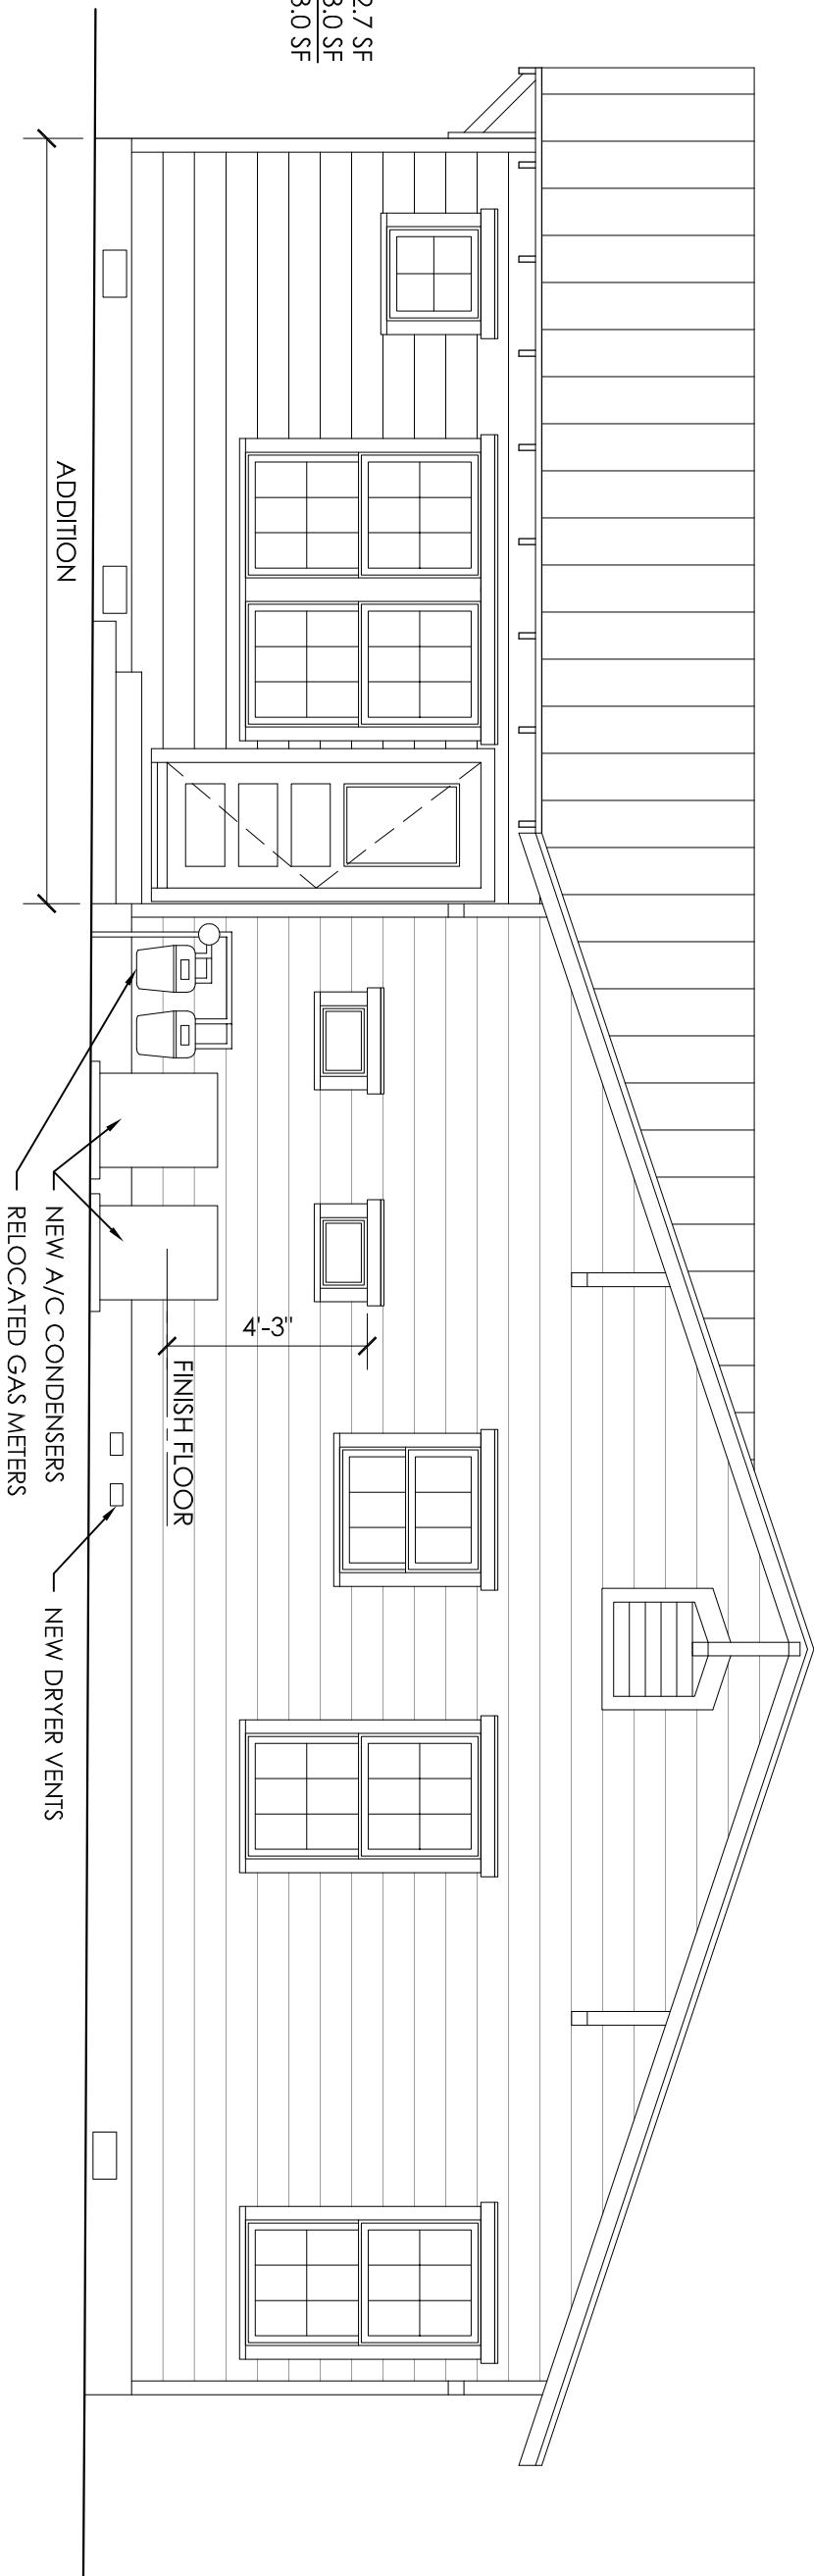 2.7 SF
3.0 SF
3.0 SF
ADDITION
4'-3"
FINISH FLOOR
NEW A/C CONDENSERS
RELOCATED GAS METERS
NEW DRYER VENTS